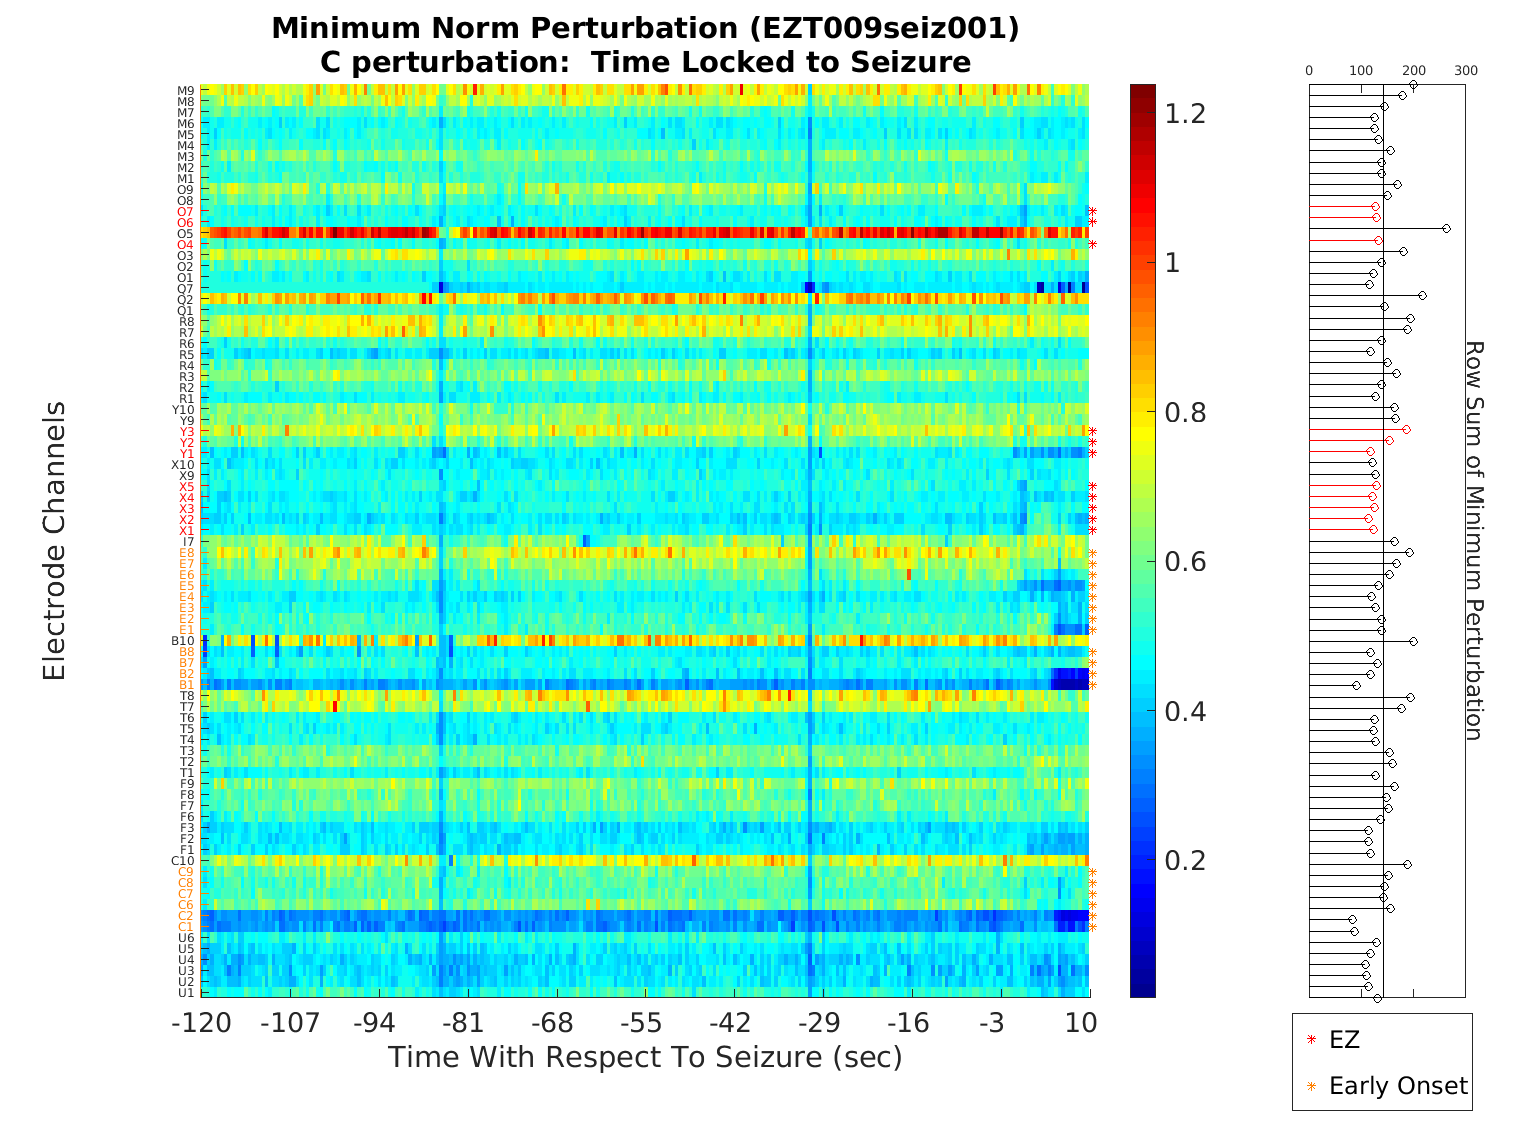 Minimum Norm Perturbation (EZT009seiz001)
C perturbation:  Time Locked to Seizure
Electrode Channels
M9
M8
M7
M6
M5
M4
M3
M2
M1
O9
O8
O7
O6
O5
O4
O3
O2
O1
Q7
Q2
Q1
R8
R7
R6
R5
R4
R3
R2
R1
Y10
Y9
Y3
Y2
Y1
X10
X9
X5
X4
X3
X2
X1
I7
E8
E7
E6
E5
E4
E3
E2
E1
B10
B8
B7
B2
B1
T8
T7
T6
T5
T4
T3
T2
T1
F9
F8
F7
F6
F3
F2
F1
C10
C9
C8
C7
C6
C2
C1
U6
U5
U4
U3
U2
U1
-120 -107 -94 -81 -68 -55 -42 -29 -16 -3 10
Time With Respect To Seizure (sec)
1.2
1
0.8
0.6
0.4
0.2
0 100 200 300
Row Sum of Minimum Perturbation
EZ
Early Onset